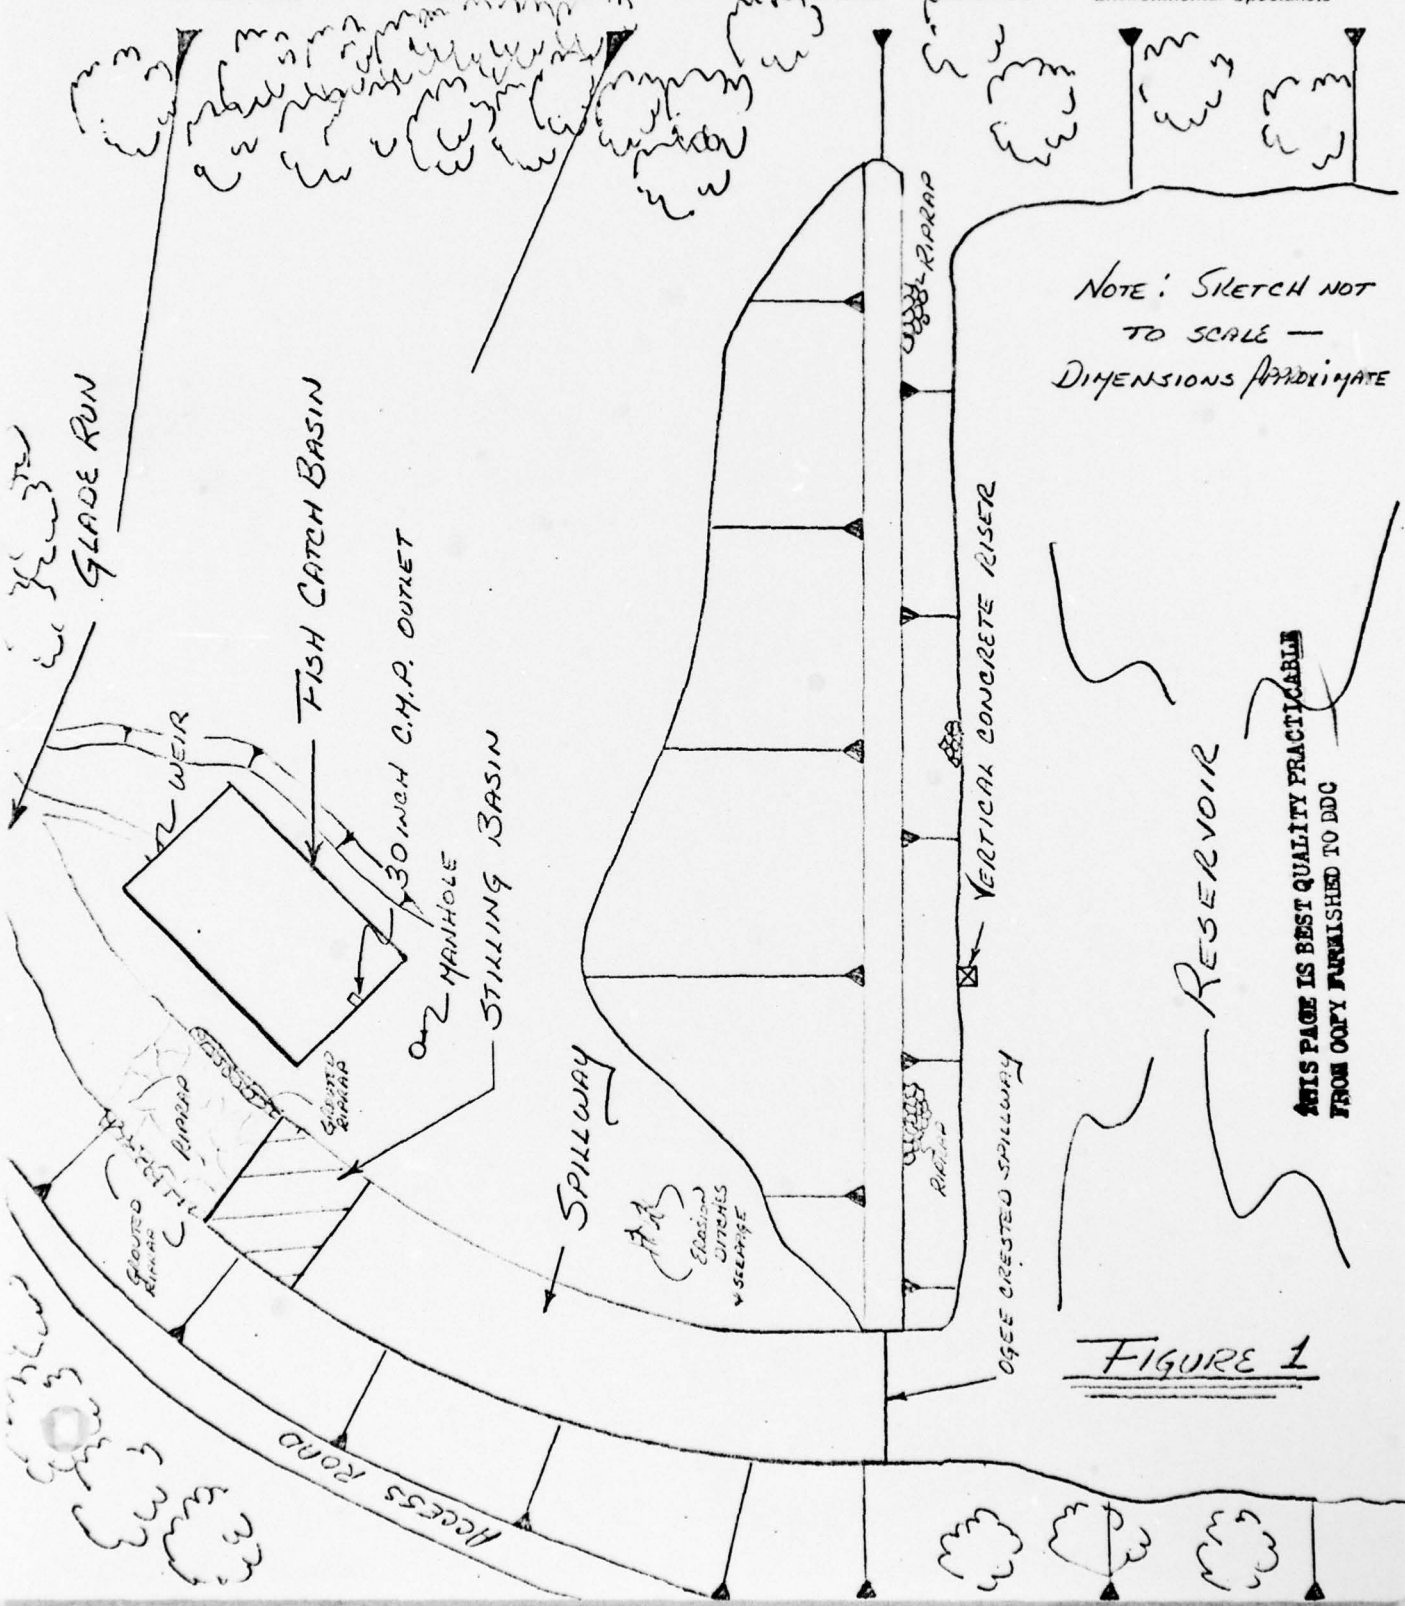 Environmental Specialists
RIPRAP
NOTE: SKETCH NOT
TO SCALE —
DIMENSIONS APPROXIMATE
GLADE RUN
FISH CATCH BASIN
30 INCH C.M.P. OUTLET
WEIR
MANHOLE
STILLING BASIN
VERTICAL CONCRETE RISER
RESERVOIR
THIS PAGE IS BEST QUALITY PRACTICABLE
FROM COPY FURNISHED TO DDC
GROUTED
RIPRAP
RIPRAP
GROUTED
RIPRAP
SPILLWAY
EROSION
DITCHES
+ SEEPAGE
RIPRAP
OGEE CRESTED SPILLWAY
ACCESS ROAD
FIGURE 1